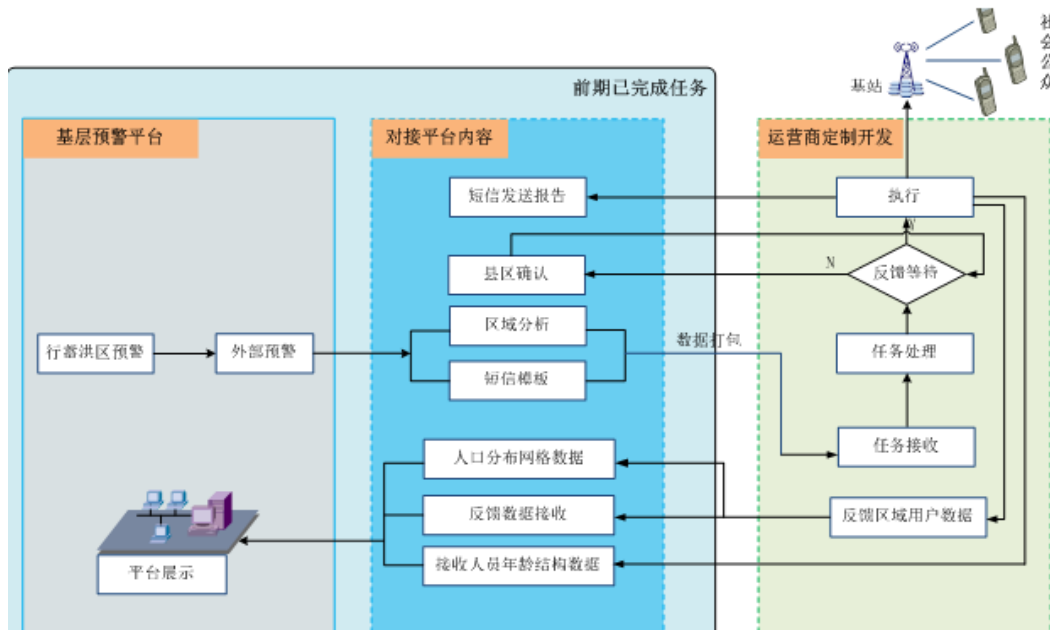 社
会
公
众
基站
前期已完成任务
基层预警平台
对接平台内容
运营商定制开发
短信发送报告
执行
Y
县区确认
N
反馈等待
区域分析
数据打包
行蓄洪区预警
外部预警
任务处理
短信模板
任务接收
人口分布网格数据
反馈数据接收
反馈区域用户数据
接收人员年龄结构数据
平台展示